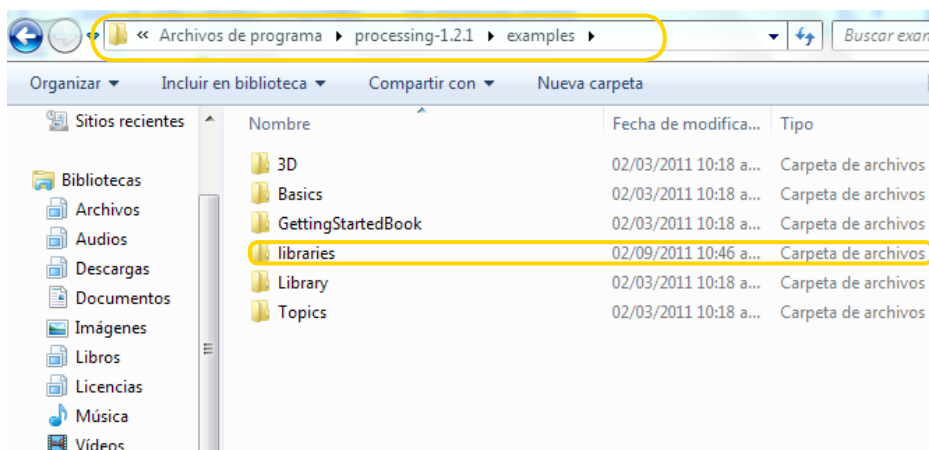 « Archivos de programa ▸ processing-1.2.1 ▸ examples ▸ Buscar exan
Organizar ▾ Incluir en biblioteca ▾ Compartir con ▾ Nueva carpeta
Sitios recientes
Nombre Fecha de modifica... Tipo
3D 02/03/2011 10:18 a... Carpeta de archivos
Bibliotecas
Basics 02/03/2011 10:18 a... Carpeta de archivos
Archivos
GettingStartedBook 02/03/2011 10:18 a... Carpeta de archivos
Audios
libraries 02/09/2011 10:46 a... Carpeta de archivos
Descargas
Library 02/03/2011 10:18 a... Carpeta de archivos
Documentos
Topics 02/03/2011 10:18 a... Carpeta de archivos
Imágenes
Libros
Licencias
Música
Vídeos